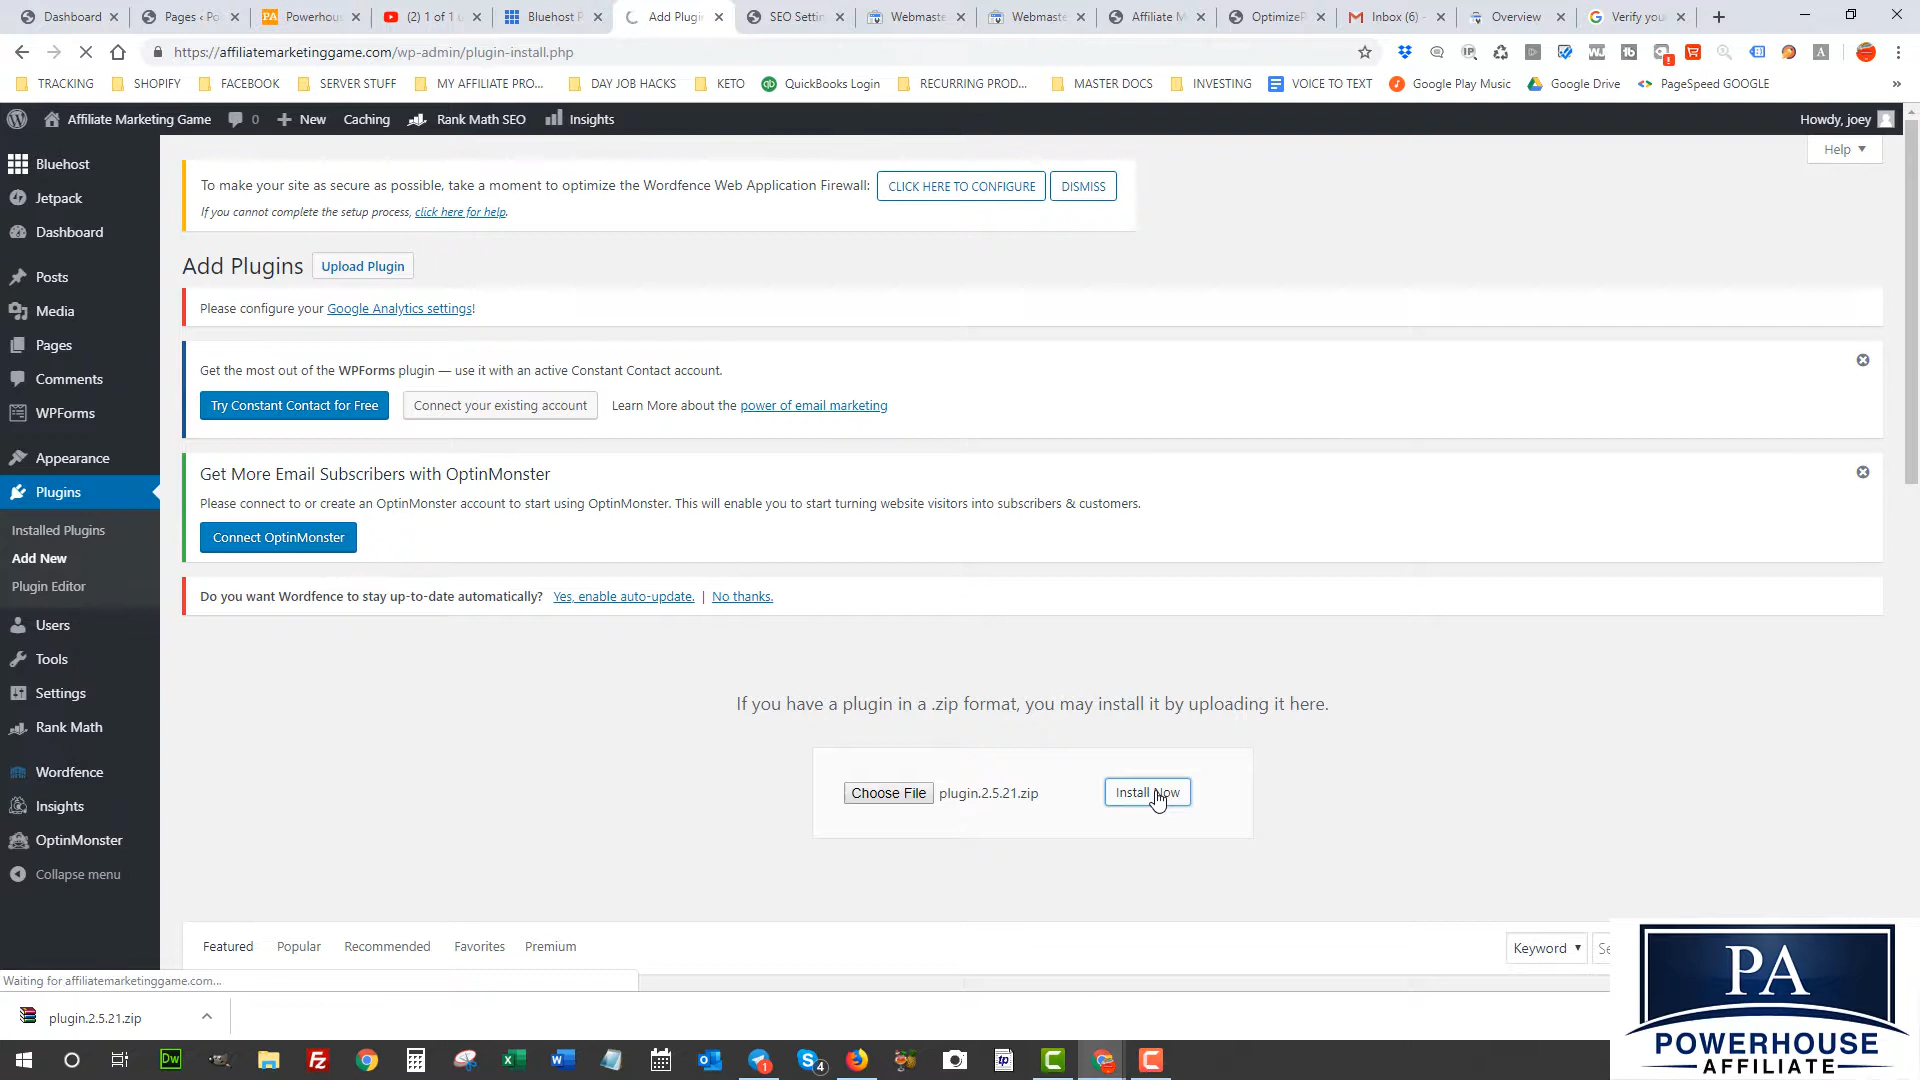 Dashboard
Pages ‹ Po
Powerhous
(2) 1 of 1 u
Bluehost P
Add Plugin
SEO Setti
Webmaste
Webmaste
Affiliate M
OptimizeP
Inbox (6) -
Overview
Verify you
https://affiliatemarketinggame.com/wp-admin/plugin-install.php
TRACKING
SHOPIFY
FACEBOOK
SERVER STUFF
MY AFFILIATE PRO...
DAY JOB HACKS
KETO
QuickBooks Login
RECURRING PROD...
MASTER DOCS
INVESTING
VOICE TO TEXT
Google Play Music
Google Drive
PageSpeed GOOGLE
»
Affiliate Marketing Game
0
New
Caching
Rank Math SEO
Insights
Howdy, joey
Help
Bluehost
Jetpack
Dashboard
Posts
Media
Pages
Comments
WPForms
Appearance
Plugins
Installed Plugins
Add New
Plugin Editor
Users
Tools
Settings
Rank Math
Wordfence
Insights
OptinMonster
Collapse menu
To make your site as secure as possible, take a moment to optimize the Wordfence Web Application Firewall: CLICK HERE TO CONFIGURE DISMISS
If you cannot complete the setup process, click here for help.
Add Plugins Upload Plugin
Please configure your Google Analytics settings!
Get the most out of the WPForms plugin — use it with an active Constant Contact account.
Try Constant Contact for Free Connect your existing account Learn More about the power of email marketing
Get More Email Subscribers with OptinMonster
Please connect to or create an OptinMonster account to start using OptinMonster. This will enable you to start turning website visitors into subscribers & customers.
Connect OptinMonster
Do you want Wordfence to stay up-to-date automatically? Yes, enable auto-update. | No thanks.
If you have a plugin in a .zip format, you may install it by uploading it here.
Choose File plugin.2.5.21.zip Install Now
Featured Popular Recommended Favorites Premium
Keyword Se
Waiting for affiliatemarketinggame.com...
plugin.2.5.21.zip
PA
POWERHOUSE
AFFILIATE